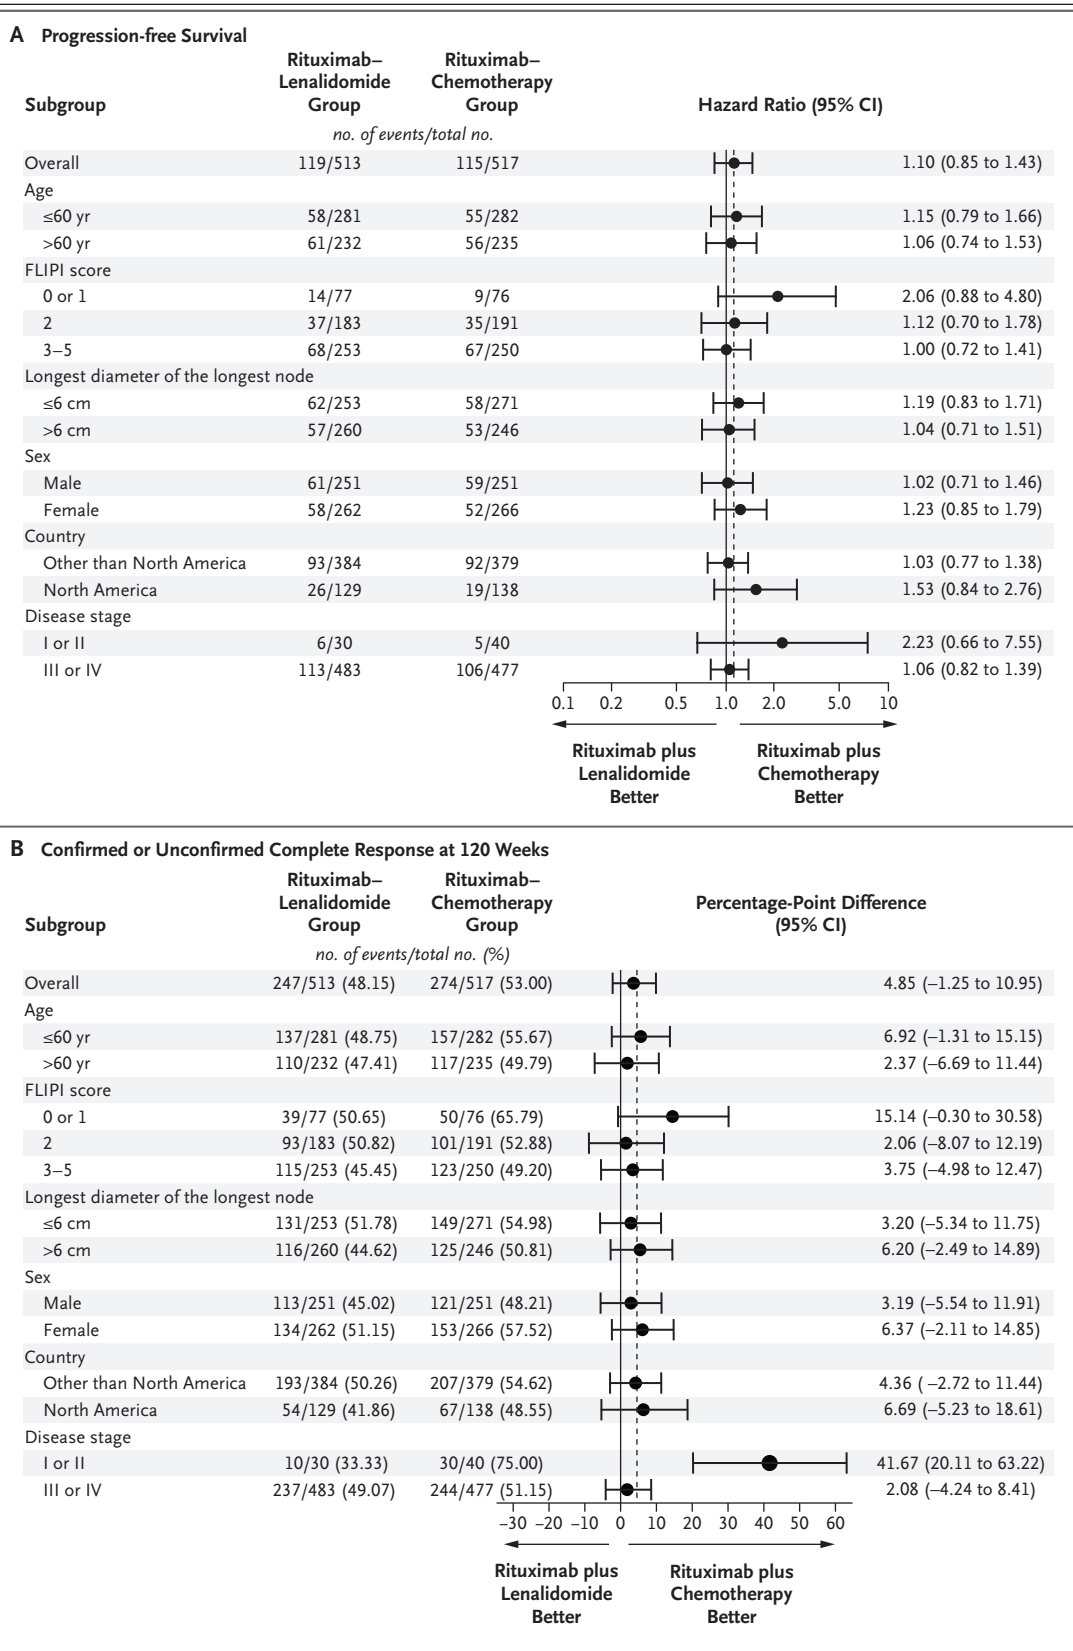 A Progression-free Survival
Subgroup
Rituximab–
Lenalidomide
Group
Rituximab–
Chemotherapy
Group
Hazard Ratio (95% CI)
no. of events/total no.
Overall 119/513 115/517 1.10 (0.85 to 1.43)
Age
≤60 yr 58/281 55/282 1.15 (0.79 to 1.66)
>60 yr 61/232 56/235 1.06 (0.74 to 1.53)
FLIPI score
0 or 1 14/77 9/76 2.06 (0.88 to 4.80)
2 37/183 35/191 1.12 (0.70 to 1.78)
3–5 68/253 67/250 1.00 (0.72 to 1.41)
Longest diameter of the longest node
≤6 cm 62/253 58/271 1.19 (0.83 to 1.71)
>6 cm 57/260 53/246 1.04 (0.71 to 1.51)
Sex
Male 61/251 59/251 1.02 (0.71 to 1.46)
Female 58/262 52/266 1.23 (0.85 to 1.79)
Country
Other than North America 93/384 92/379 1.03 (0.77 to 1.38)
North America 26/129 19/138 1.53 (0.84 to 2.76)
Disease stage
I or II 6/30 5/40 2.23 (0.66 to 7.55)
III or IV 113/483 106/477 1.06 (0.82 to 1.39)
0.1 0.2 0.5 1.0 2.0 5.0 10
Rituximab plus
Lenalidomide
Better
Rituximab plus
Chemotherapy
Better
B Confirmed or Unconfirmed Complete Response at 120 Weeks
Subgroup
Rituximab–
Lenalidomide
Group
Rituximab–
Chemotherapy
Group
Percentage-Point Difference
(95% CI)
no. of events/total no. (%)
Overall 247/513 (48.15) 274/517 (53.00) 4.85 (–1.25 to 10.95)
Age
≤60 yr 137/281 (48.75) 157/282 (55.67) 6.92 (–1.31 to 15.15)
>60 yr 110/232 (47.41) 117/235 (49.79) 2.37 (–6.69 to 11.44)
FLIPI score
0 or 1 39/77 (50.65) 50/76 (65.79) 15.14 (–0.30 to 30.58)
2 93/183 (50.82) 101/191 (52.88) 2.06 (–8.07 to 12.19)
3–5 115/253 (45.45) 123/250 (49.20) 3.75 (–4.98 to 12.47)
Longest diameter of the longest node
≤6 cm 131/253 (51.78) 149/271 (54.98) 3.20 (–5.34 to 11.75)
>6 cm 116/260 (44.62) 125/246 (50.81) 6.20 (–2.49 to 14.89)
Sex
Male 113/251 (45.02) 121/251 (48.21) 3.19 (–5.54 to 11.91)
Female 134/262 (51.15) 153/266 (57.52) 6.37 (–2.11 to 14.85)
Country
Other than North America 193/384 (50.26) 207/379 (54.62) 4.36 ( –2.72 to 11.44)
North America 54/129 (41.86) 67/138 (48.55) 6.69 (–5.23 to 18.61)
Disease stage
I or II 10/30 (33.33) 30/40 (75.00) 41.67 (20.11 to 63.22)
III or IV 237/483 (49.07) 244/477 (51.15) 2.08 (–4.24 to 8.41)
–30 –20 –10 0 10 20 30 40 50 60
Rituximab plus
Lenalidomide
Better
Rituximab plus
Chemotherapy
Better